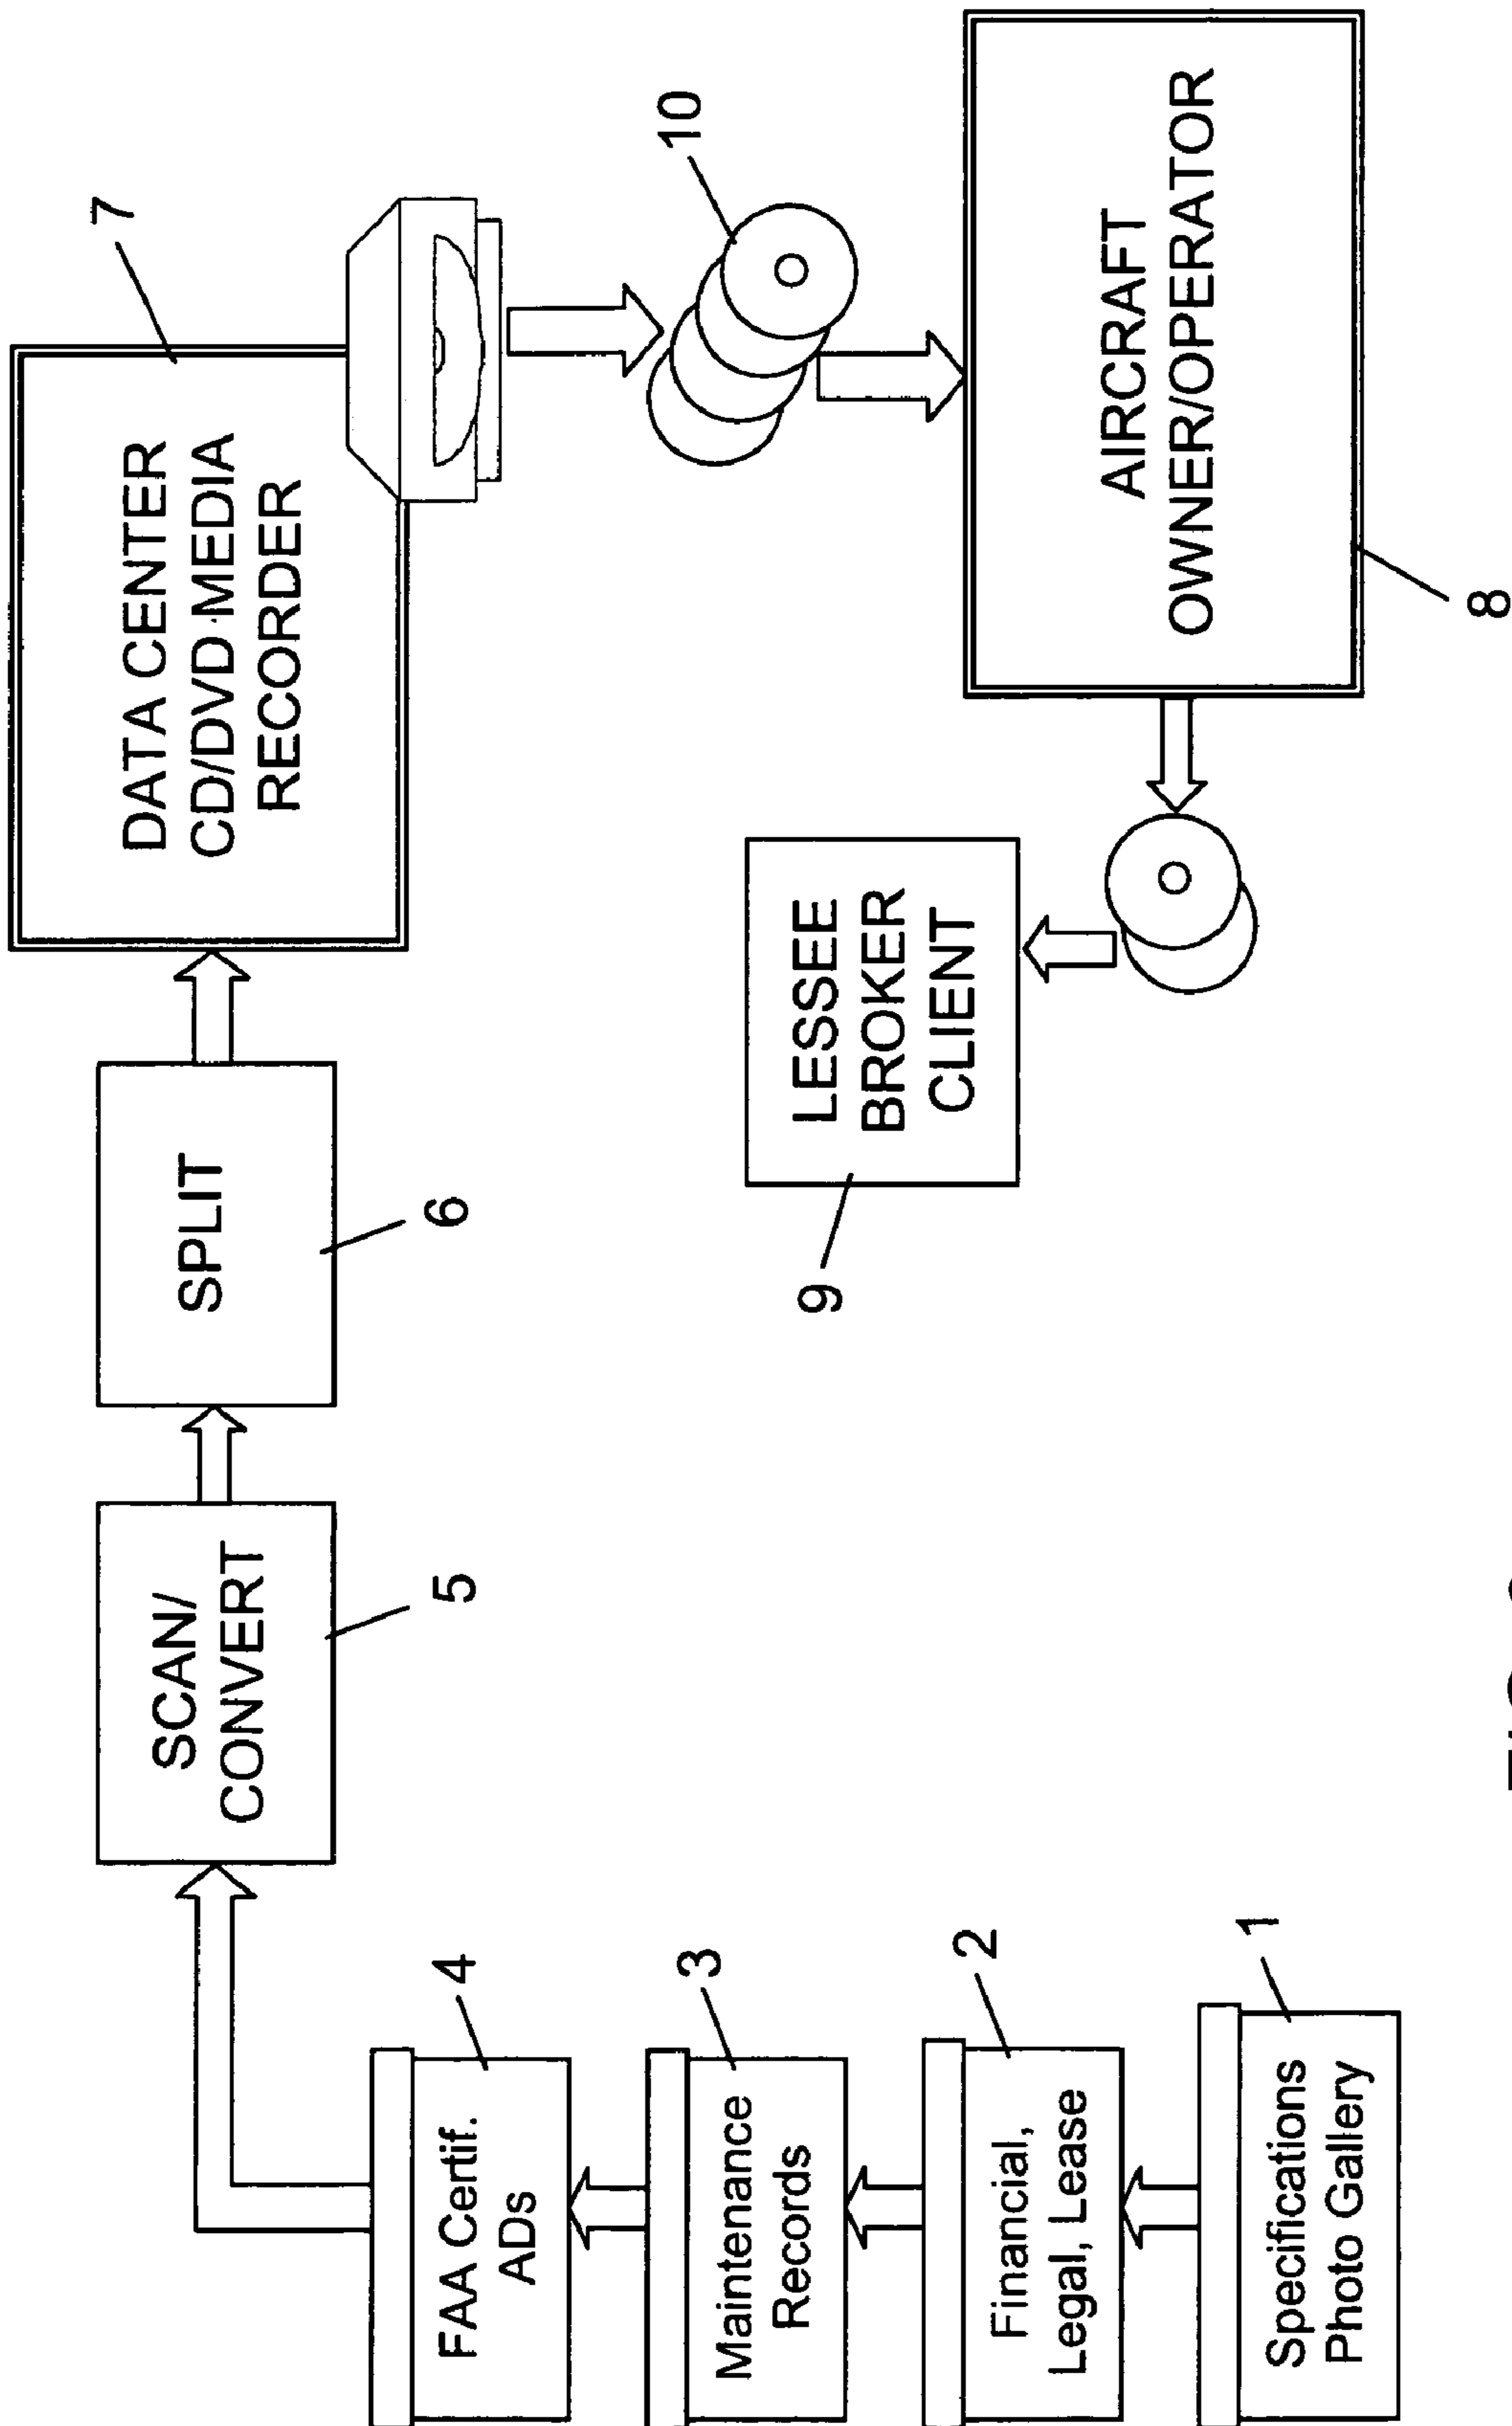 DATA CENTER
CD/DVD MEDIA
RECORDER
7
SPLIT
6
SCAN/
CONVERT
5
FAA Certif.
ADs
4
Maintenance
Records
3
Financial,
Legal, Lease
2
Specifications
Photo Gallery
1
10
AIRCRAFT
OWNER/OPERATOR
8
LESSEE
BROKER
CLIENT
9